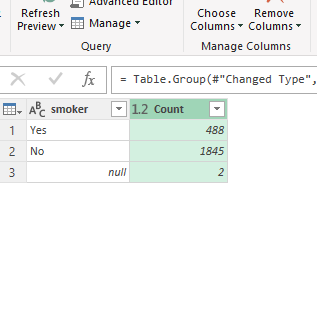 Advanced Editor
Refresh Preview Manage Choose Columns Remove Columns
Query Manage Columns
fx = Table.Group(#"Changed Type",
ABC smoker 1.2 Count
1 Yes 488
2 No 1845
3 null 2